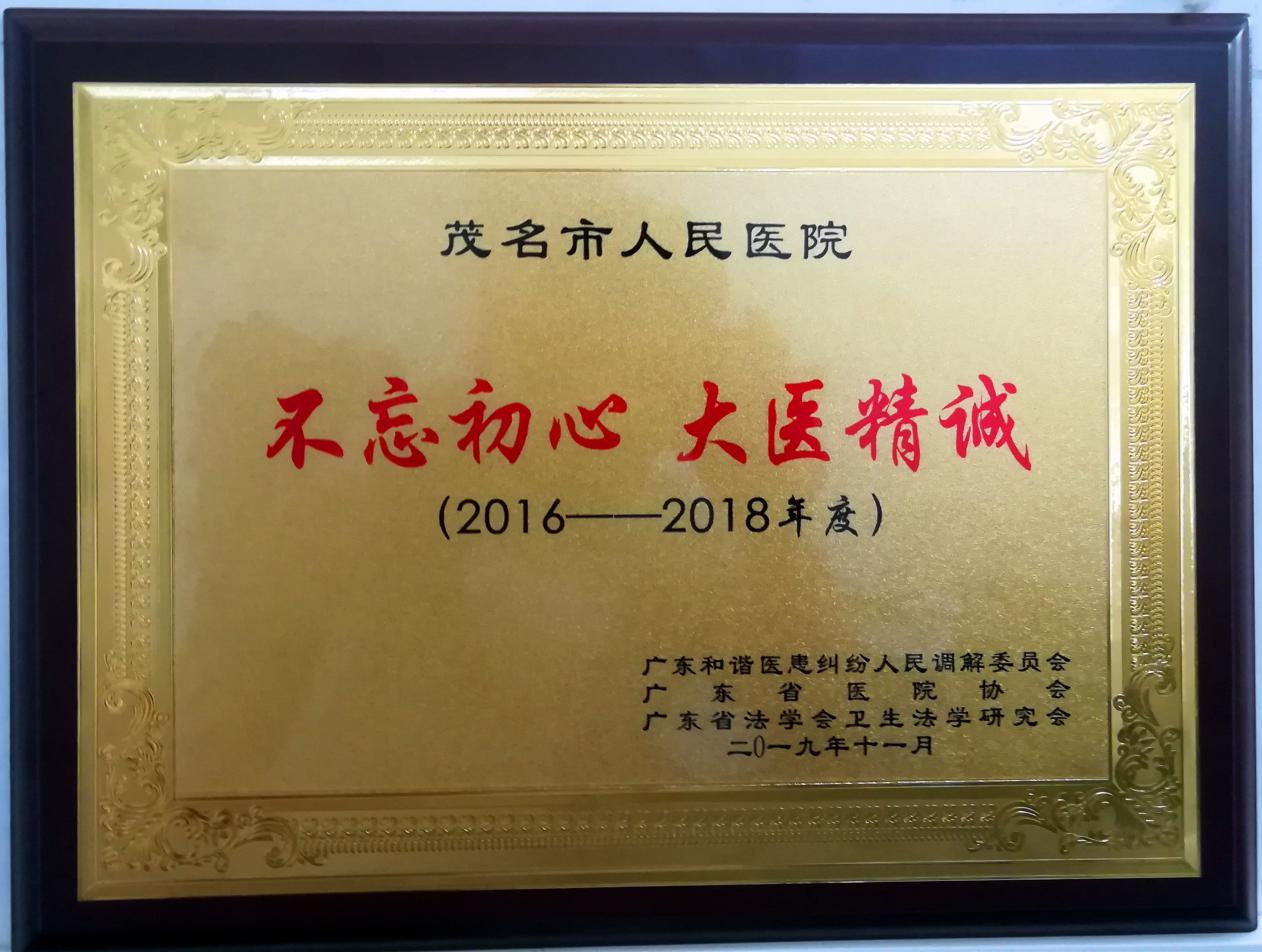 茂名市人民医院
不忘初心 大医精诚
(2016——2018年度)
广东和谐医患纠纷人民调解委员会
广东省医院协会
广东省法学会卫生法学研究会
二0一九年十一月